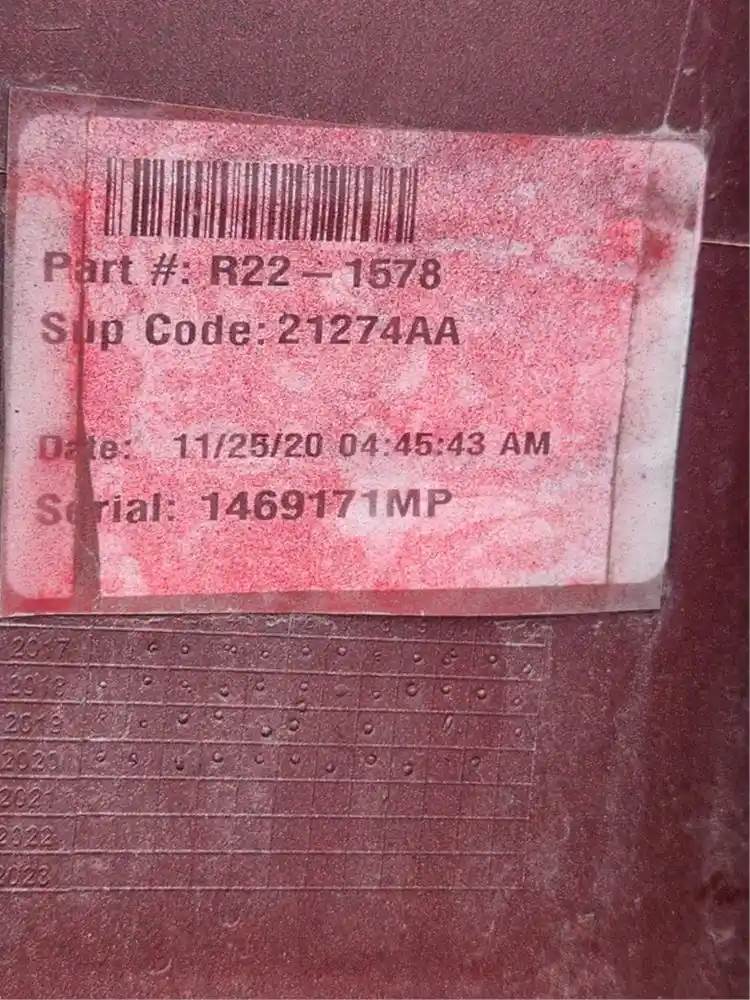 Part #: R22-1578
Sup Code: 21274AA
Date: 11/25/20 04:45:43 AM
Serial: 1469171MP
2017
2018
2019
2020
2021
2022
2023